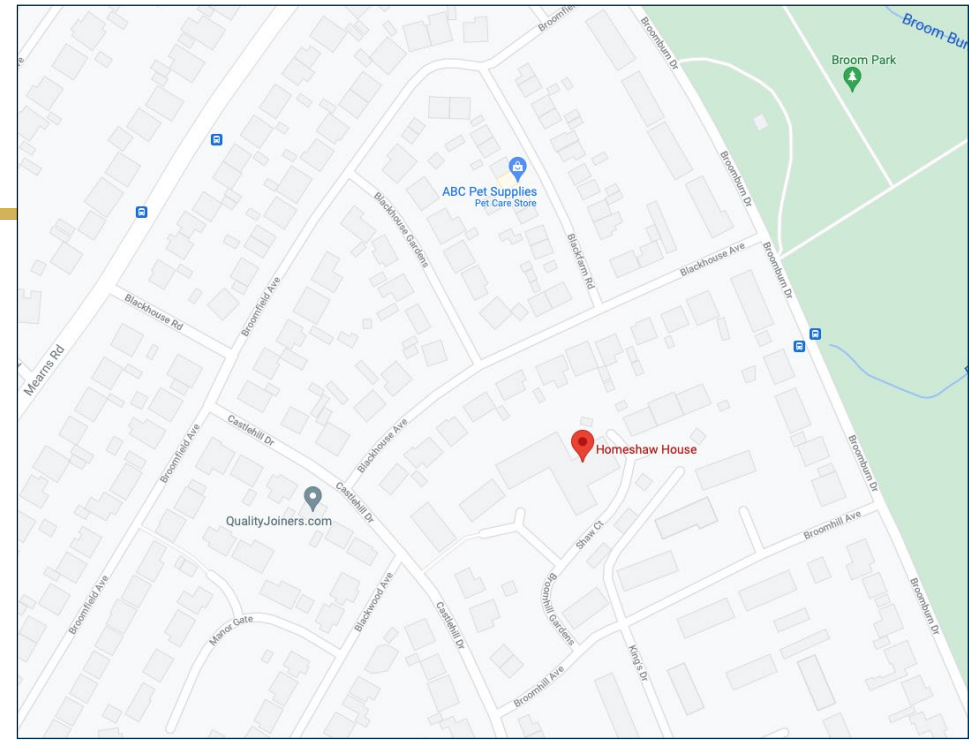 Broomfie
Broomburn Dr
Broom Bur
Broom Park
ABC Pet Supplies
Pet Care Store
Broomburn Dr
Blackhouse Gardens
Blackfarm Rd
Blackhouse Ave
Broomburn Dr
Blackhouse Rd
Broomfield Ave
Mearns Rd
Castlehill Dr
Blackhouse Ave
Broomfield Ave
Homeshaw House
Broomburn Dr
Castlehill Dr
QualityJoiners.com
Shaw Ct
Broomhill Ave
Broomhill Gardens
Blackwood Ave
Broomfield Ave
Castlehill Dr
Broomburn Dr
Manor Gate
King's Dr
Broomhill Ave